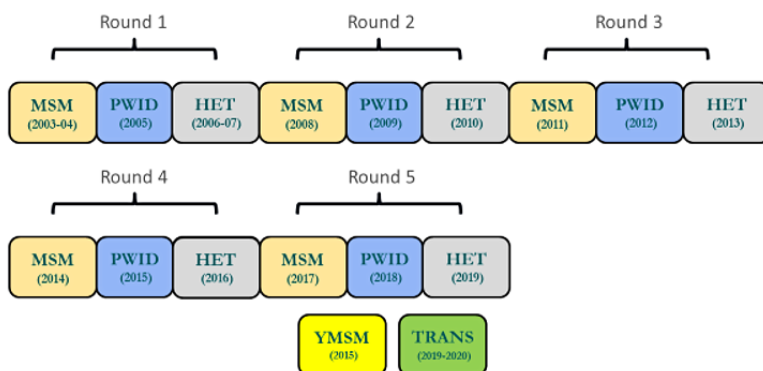 Round 1
Round 2
Round 3
MSM
(2003-04)
PWID
(2005)
HET
(2006-07)
MSM
(2008)
PWID
(2009)
HET
(2010)
MSM
(2011)
PWID
(2012)
HET
(2013)
Round 4
Round 5
MSM
(2014)
PWID
(2015)
HET
(2016)
MSM
(2017)
PWID
(2018)
HET
(2019)
YMSM
(2015)
TRANS
(2019-2020)